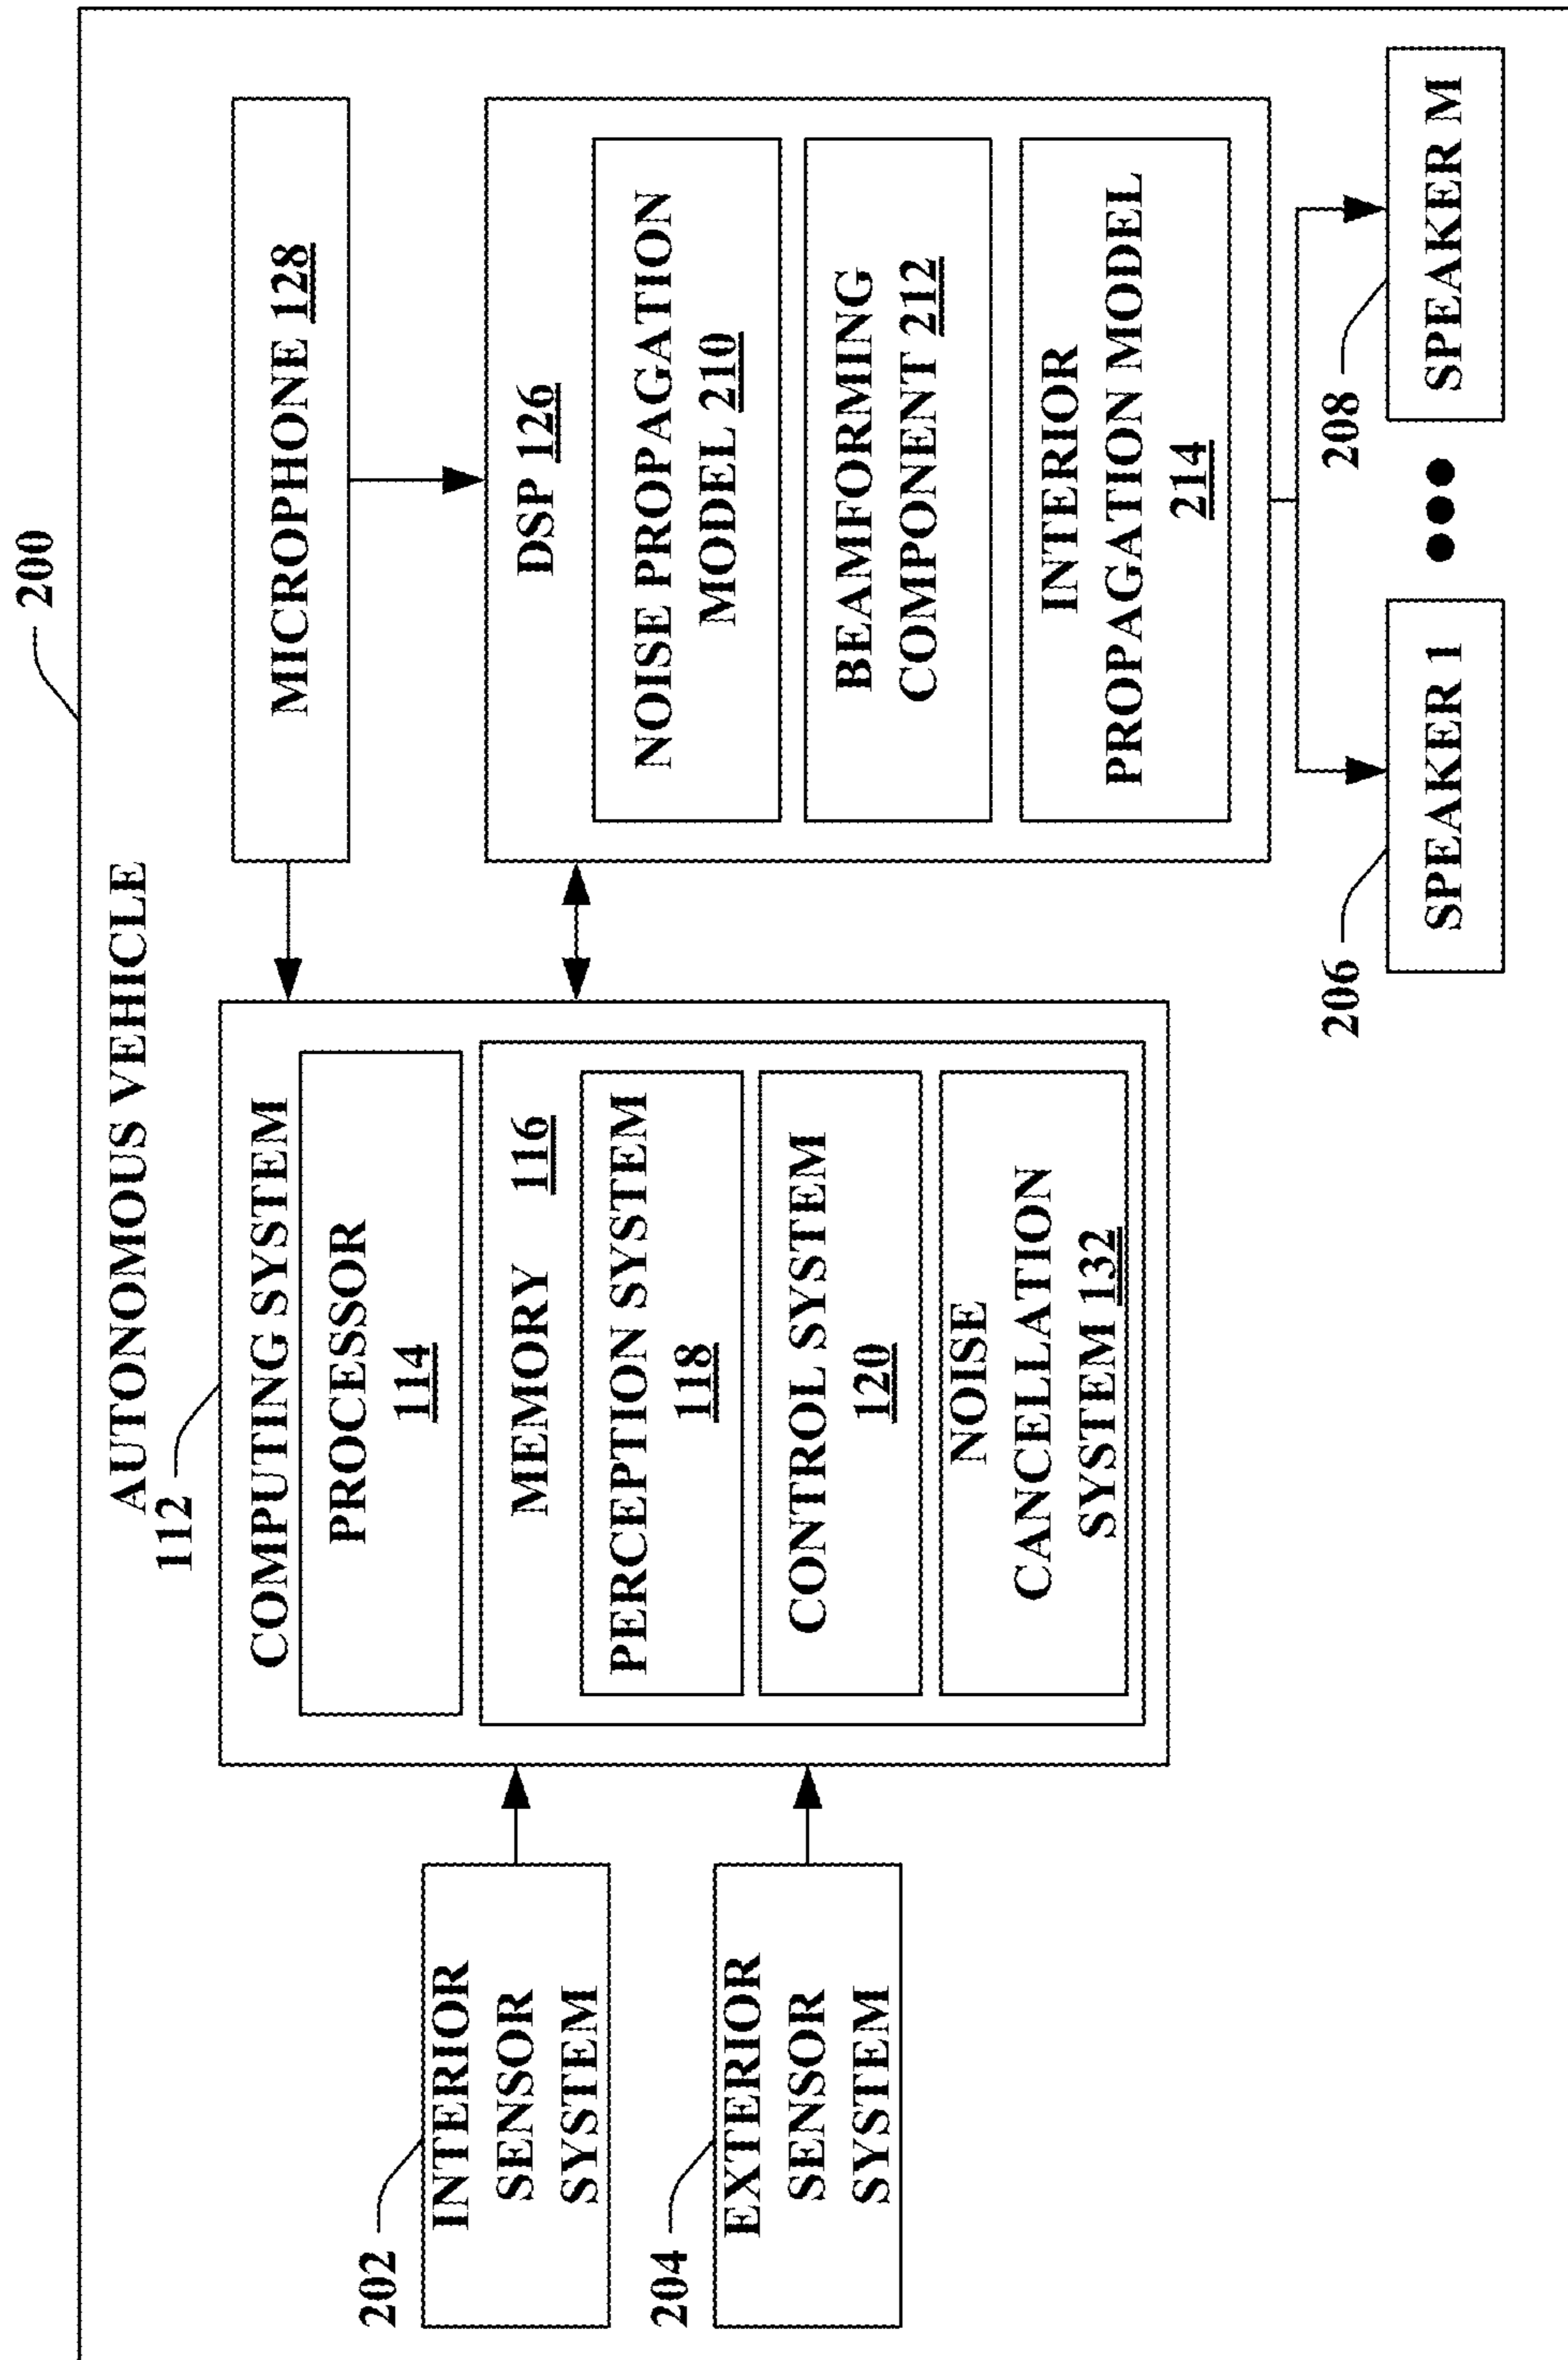 200
AUTONOMOUS VEHICLE
112
COMPUTING SYSTEM
PROCESSOR
114
MEMORY 116
PERCEPTION SYSTEM
118
CONTROL SYSTEM
120
NOISE
CANCELLATION
SYSTEM 132
202
INTERIOR
SENSOR
SYSTEM
204
EXTERIOR
SENSOR
SYSTEM
MICROPHONE 128
DSP 126
NOISE PROPAGATION
MODEL 210
BEAMFORMING
COMPONENT 212
INTERIOR
PROPAGATION MODEL
214
206
SPEAKER 1
208
SPEAKER M